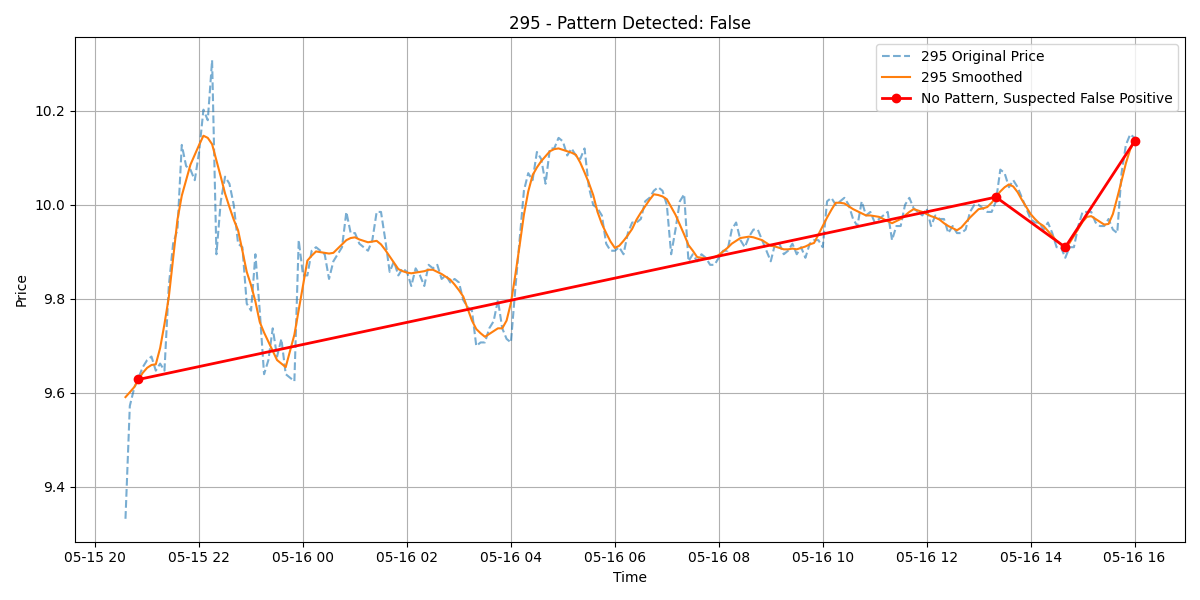 295 - Pattern Detected: False
295 Original Price
295 Smoothed
No Pattern, Suspected False Positive
Price
10.2
10.0
9.8
9.6
9.4
05-15 20 05-15 22 05-16 00 05-16 02 05-16 04 05-16 06 05-16 08 05-16 10 05-16 12 05-16 14 05-16 16
Time